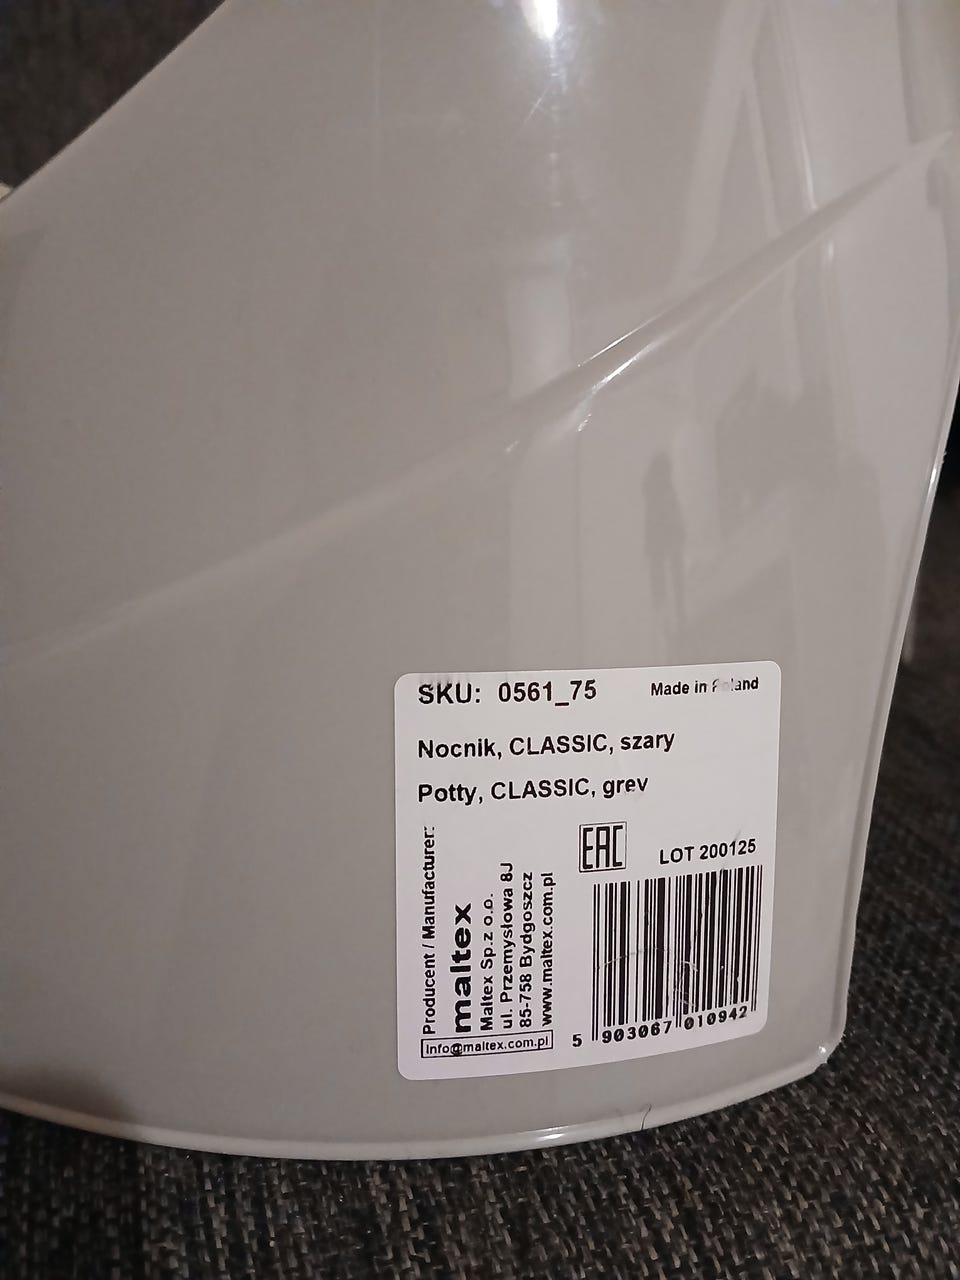 SKU: 0561_75
Made in
Nocnik, CLASSIC, szary
Potty, CLASSIC, grey
EAC
LOT 200125
Producent / Manufacturer:
maltex
Maltex Sp.z o.o.
ul. Przemysłowa 8J
85-758 Bydgoszcz
www.maltex.com.pl
info@maltex.com.pl
5 903067 010942